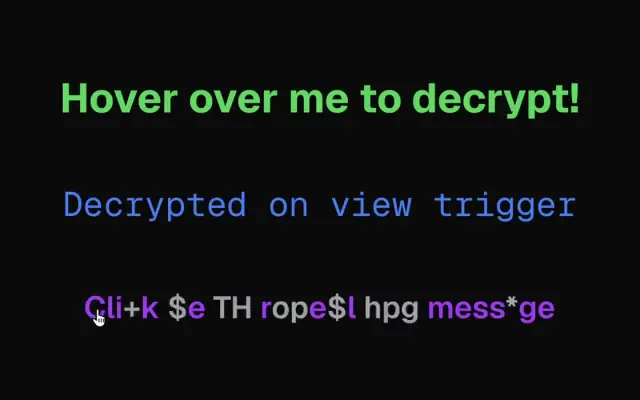 Hover over me to decrypt!
Decrypted on view trigger
Cli+k $e TH rope$l hpg mess*ge